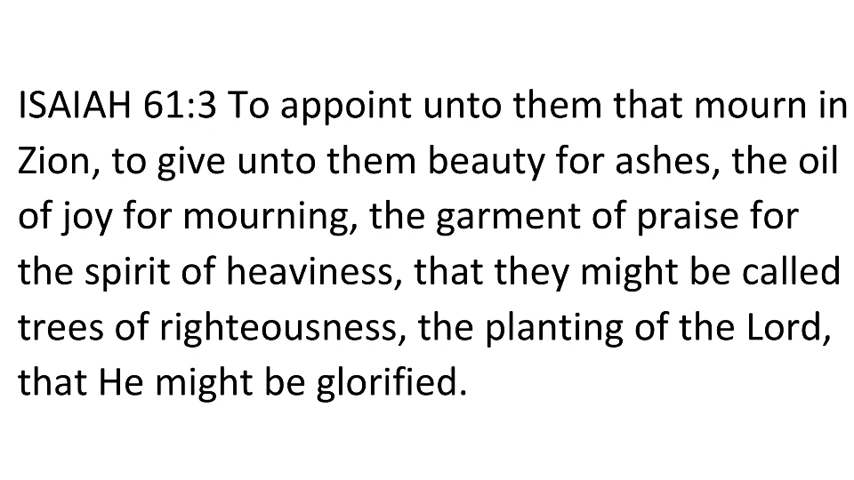 ISAIAH 61:3 To appoint unto them that mourn in
Zion, to give unto them beauty for ashes, the oil
of joy for mourning, the garment of praise for
the spirit of heaviness, that they might be called
trees of righteousness, the planting of the Lord,
that He might be glorified.